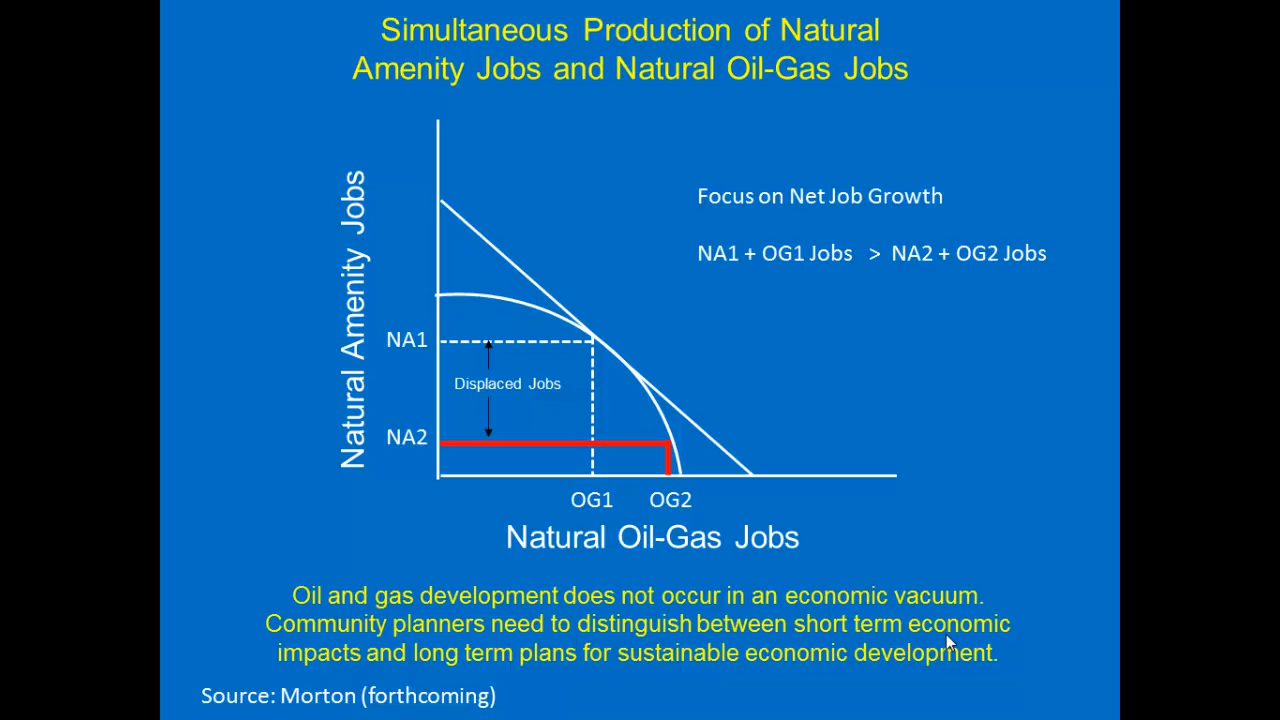 Simultaneous Production of Natural
Amenity Jobs and Natural Oil-Gas Jobs
Natural Amenity Jobs
Focus on Net Job Growth
NA1 + OG1 Jobs > NA2 + OG2 Jobs
NA1
Displaced Jobs
NA2
OG1
OG2
Natural Oil-Gas Jobs
Oil and gas development does not occur in an economic vacuum.
Community planners need to distinguish between short term economic
impacts and long term plans for sustainable economic development.
Source: Morton (forthcoming)